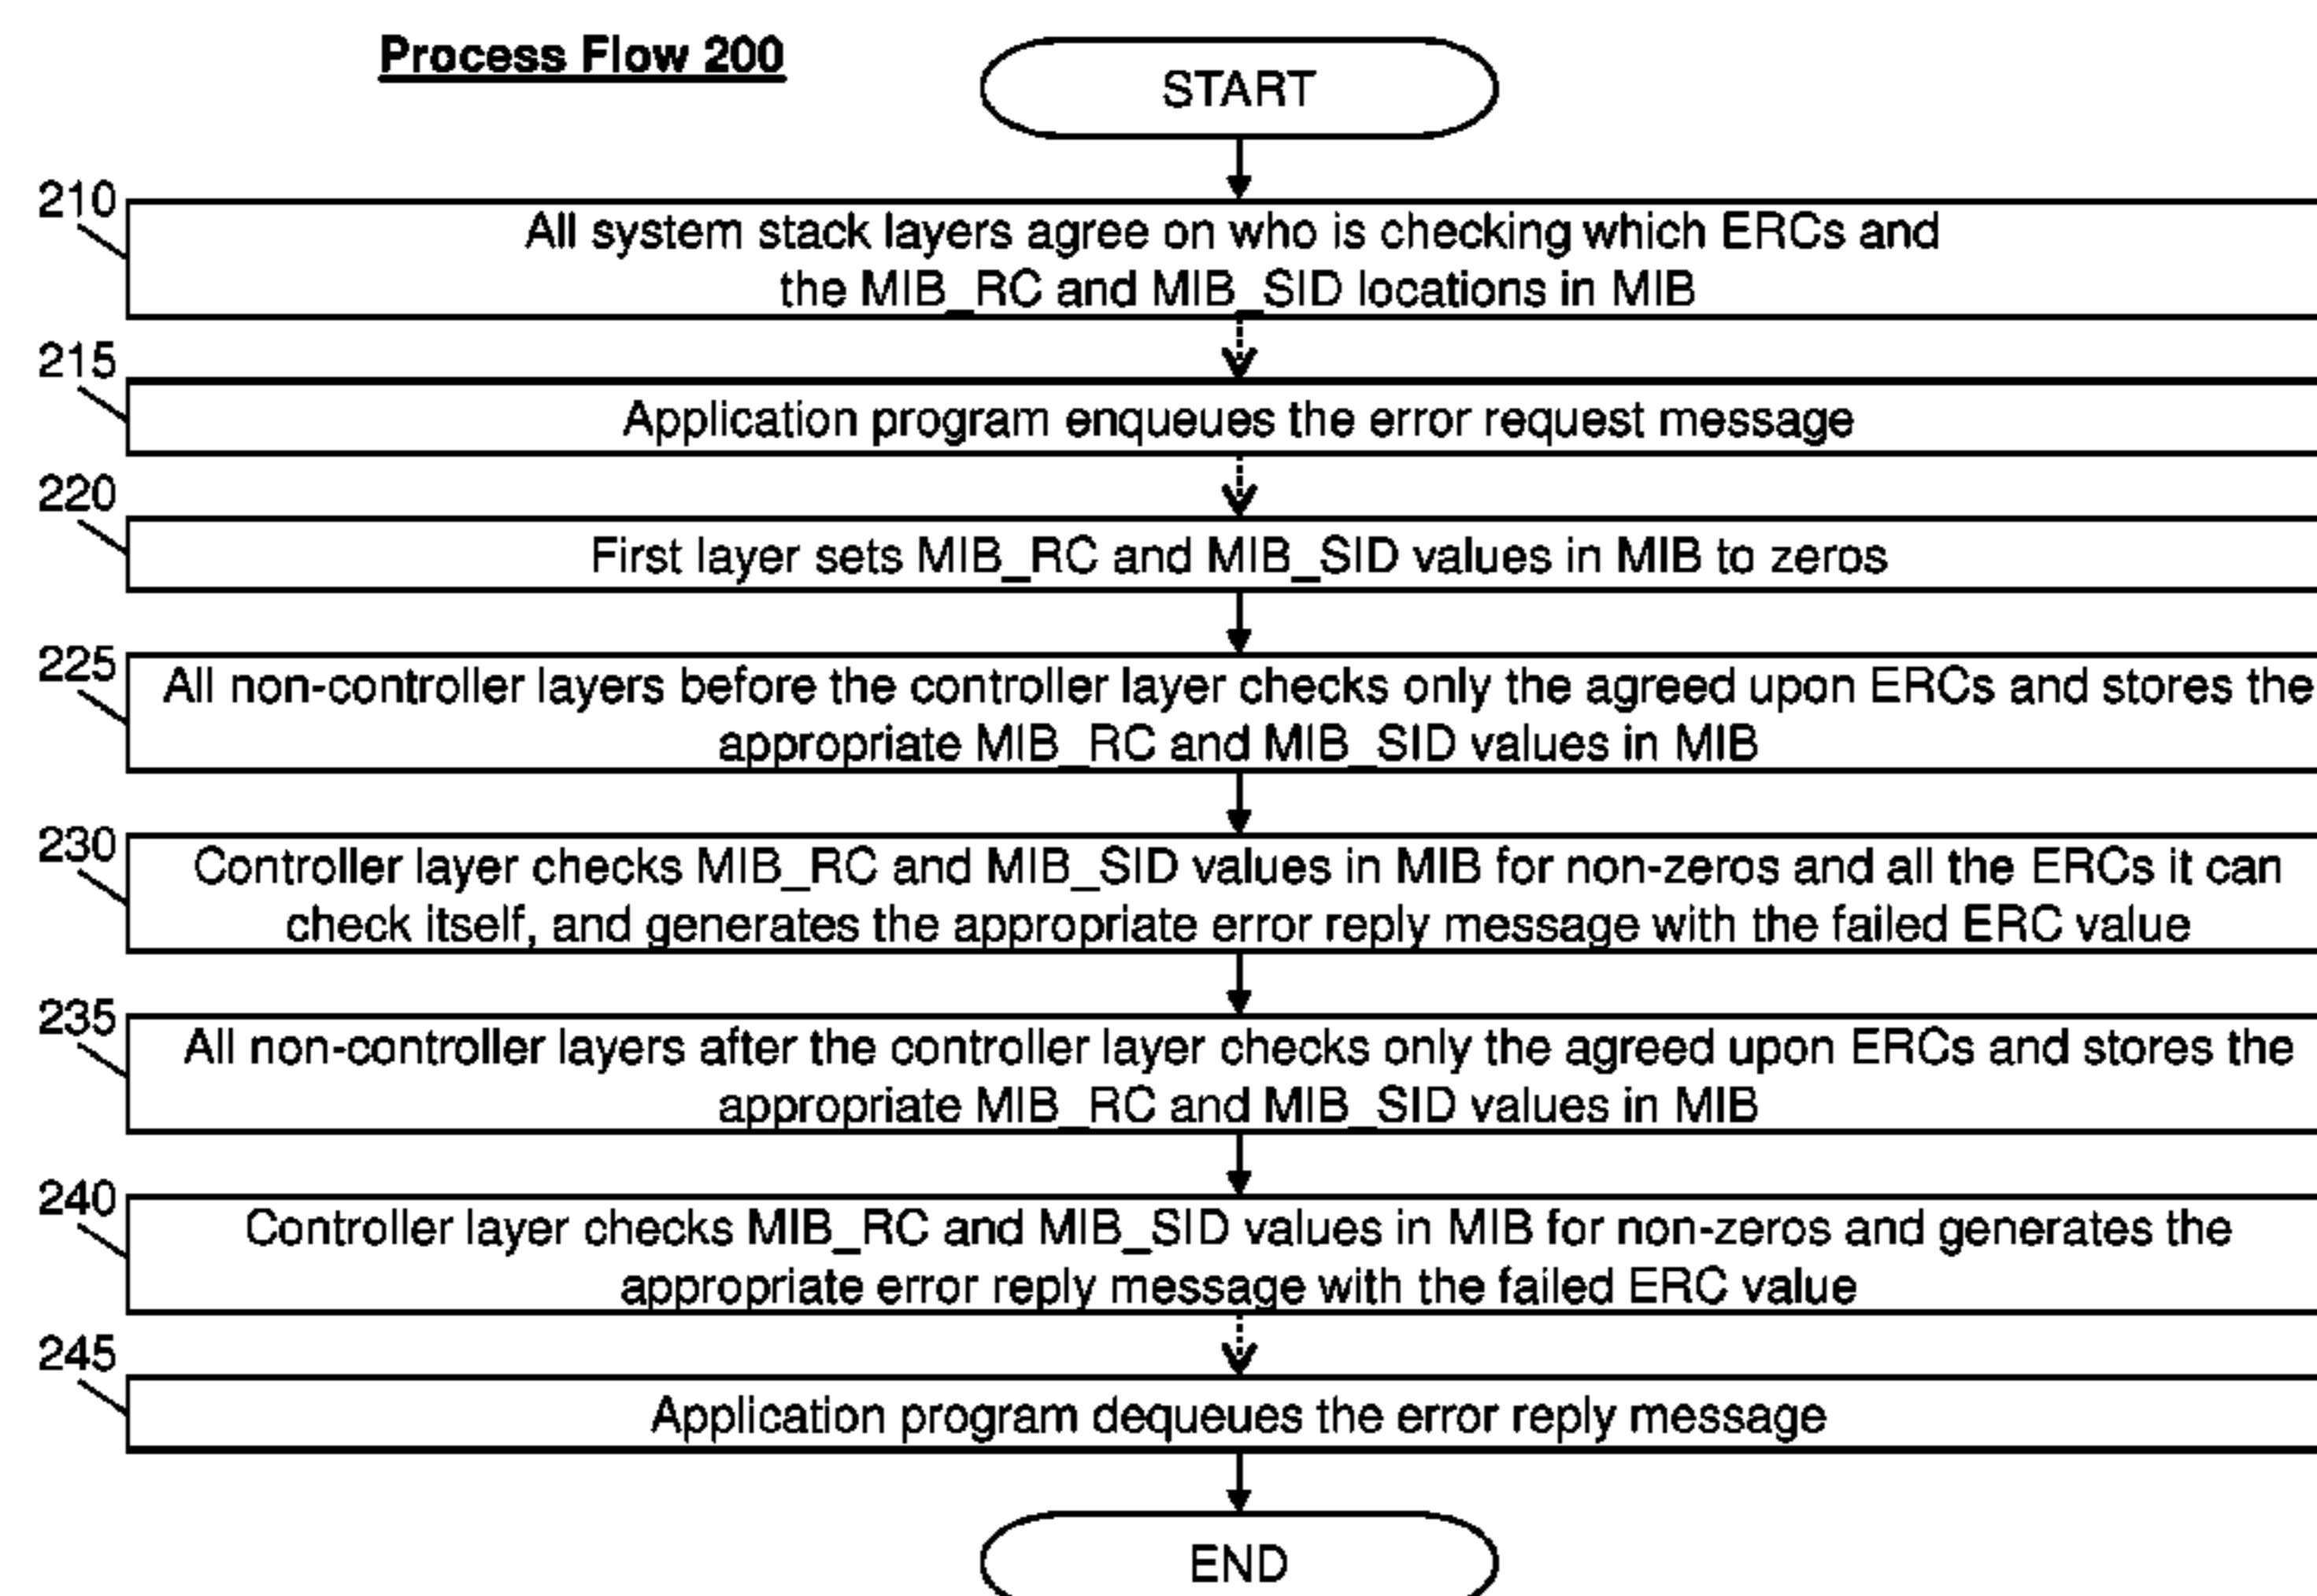 Process Flow 200
START
210
All system stack layers agree on who is checking which ERCs and
the MIB_RC and MIB_SID locations in MIB
215
Application program enqueues the error request message
220
First layer sets MIB_RC and MIB_SID values in MIB to zeros
225
All non-controller layers before the controller layer checks only the agreed upon ERCs and stores the
appropriate MIB_RC and MIB_SID values in MIB
230
Controller layer checks MIB_RC and MIB_SID values in MIB for non-zeros and all the ERCs it can
check itself, and generates the appropriate error reply message with the failed ERC value
235
All non-controller layers after the controller layer checks only the agreed upon ERCs and stores the
appropriate MIB_RC and MIB_SID values in MIB
240
Controller layer checks MIB_RC and MIB_SID values in MIB for non-zeros and generates the
appropriate error reply message with the failed ERC value
245
Application program dequeues the error reply message
END